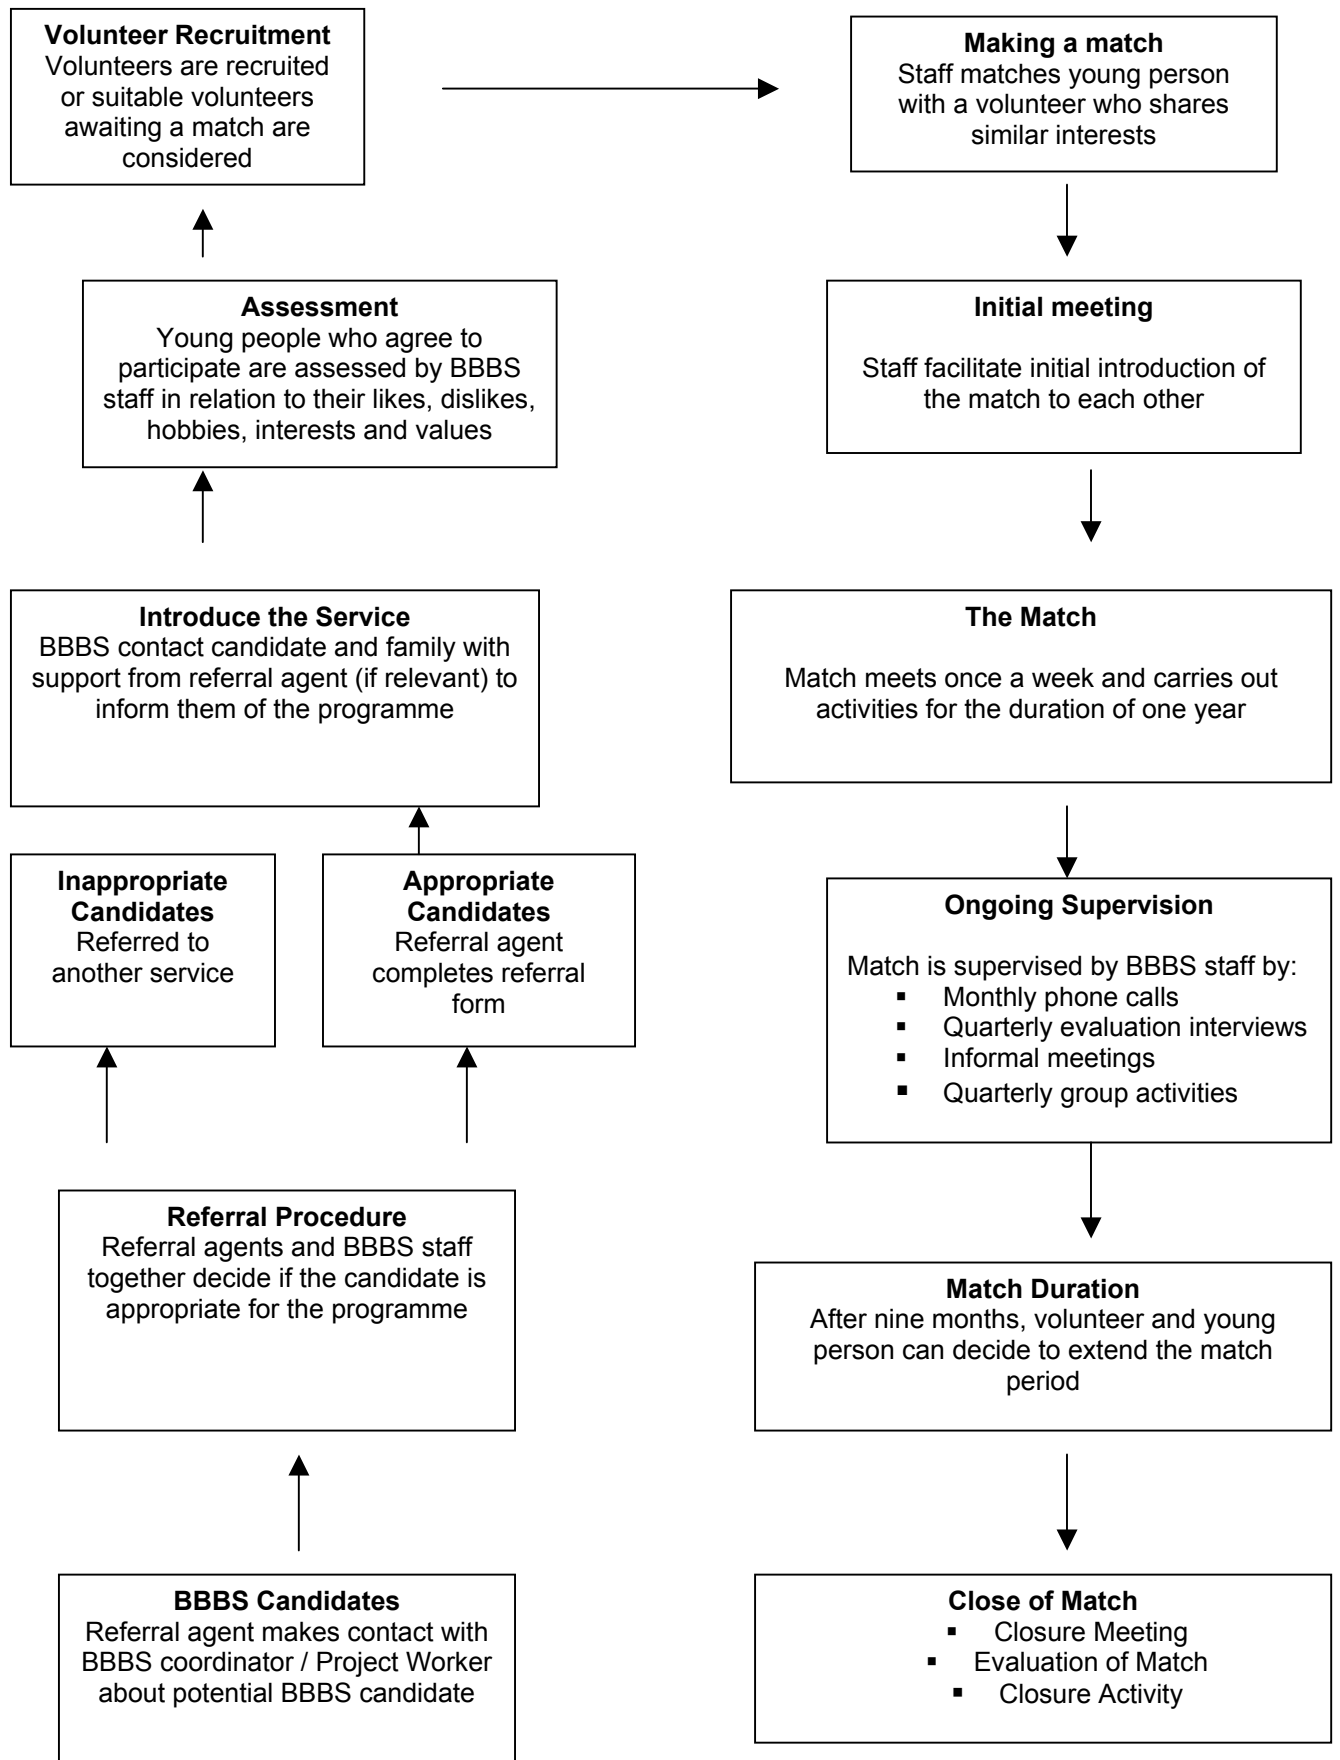 Volunteer Recruitment
Volunteers are recruited
or suitable volunteers
awaiting a match are
considered
Making a match
Staff matches young person
with a volunteer who shares
similar interests
Assessment
Young people who agree to
participate are assessed by BBBS
staff in relation to their likes, dislikes,
hobbies, interests and values
Initial meeting
Staff facilitate initial introduction of
the match to each other
Introduce the Service
BBBS contact candidate and family with
support from referral agent (if relevant) to
inform them of the programme
The Match
Match meets once a week and carries out
activities for the duration of one year
Inappropriate
Candidates
Referred to
another service
Appropriate
Candidates
Referral agent
completes referral
form
Ongoing Supervision
Match is supervised by BBBS staff by:
▪ Monthly phone calls
▪ Quarterly evaluation interviews
▪ Informal meetings
▪ Quarterly group activities
Referral Procedure
Referral agents and BBBS staff
together decide if the candidate is
appropriate for the programme
Match Duration
After nine months, volunteer and young
person can decide to extend the match
period
BBBS Candidates
Referral agent makes contact with
BBBS coordinator / Project Worker
about potential BBBS candidate
Close of Match
▪ Closure Meeting
▪ Evaluation of Match
▪ Closure Activity